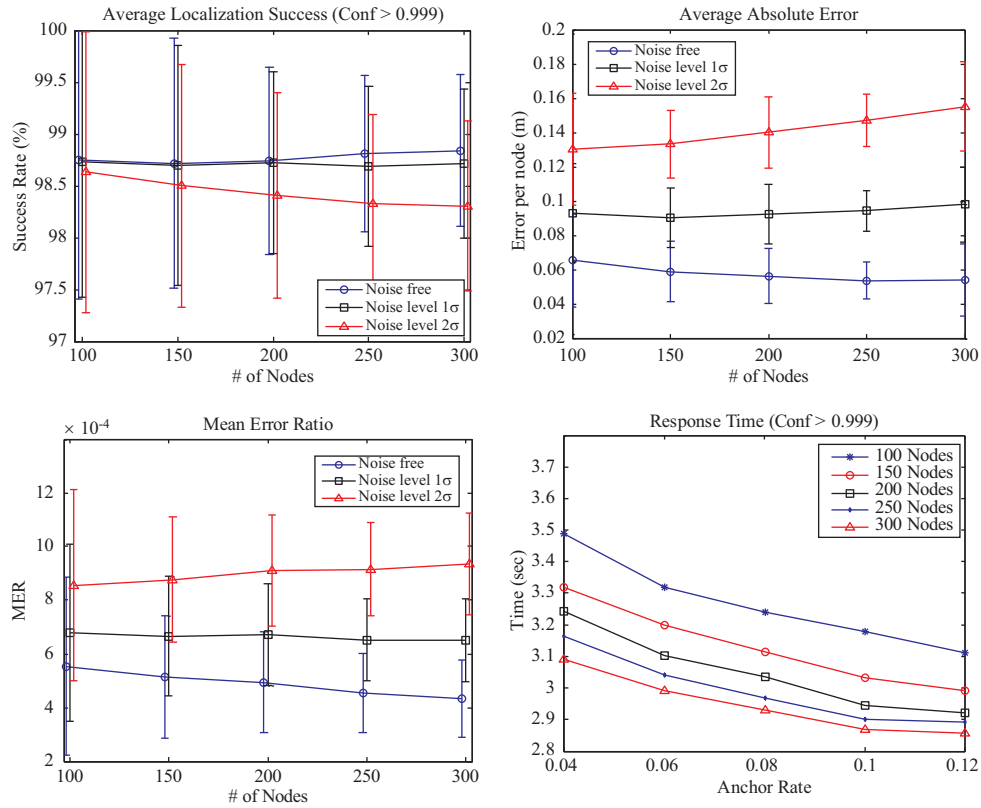 Average Localization Success (Conf > 0.999)
100
99.5
99
98.5
98
97.5
97
Success Rate (%)
Noise free
Noise level 1σ
Noise level 2σ
100 150 200 250 300
# of Nodes
Average Absolute Error
0.2
0.18
0.16
0.14
0.12
0.1
0.08
0.06
0.04
0.02
Error per node (m)
Noise free
Noise level 1σ
Noise level 2σ
100 150 200 250 300
# of Nodes
Mean Error Ratio
× 10⁻⁴
12
10
8
6
4
2
MER
Noise free
Noise level 1σ
Noise level 2σ
100 150 200 250 300
# of Nodes
Response Time (Conf > 0.999)
3.7
3.6
3.5
3.4
3.3
3.2
3.1
3
2.9
2.8
Time (sec)
100 Nodes
150 Nodes
200 Nodes
250 Nodes
300 Nodes
0.04 0.06 0.08 0.1 0.12
Anchor Rate